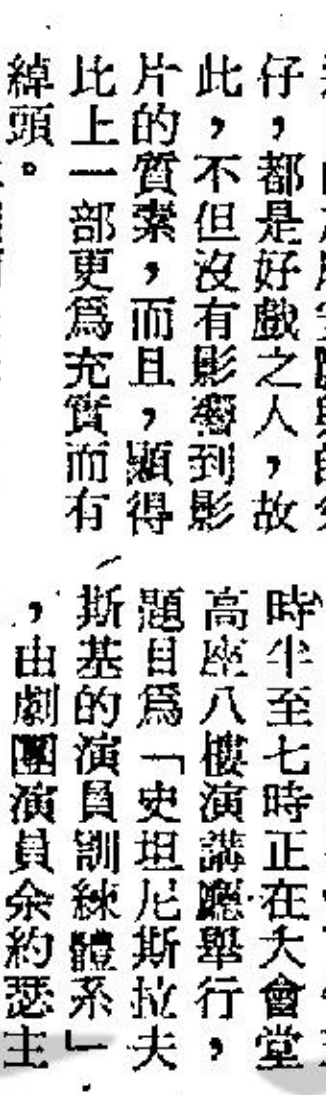 仔，都是好戲之人，故
此，不但沒有影響到影
片的質素，而且，顯得
比上一部更爲充實而有
綽頭。
時半至七時正在大會堂
高座八樓演講廳舉行，
題目爲「史坦尼斯拉夫
斯基的演員訓練體系」
，由劇團演員余約瑟主